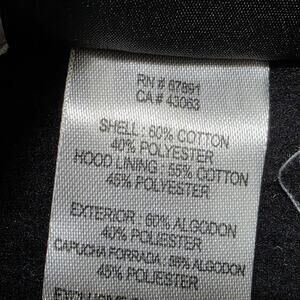 RN # 67891
CA # 43063
SHELL: 60% COTTON
40% POLYESTER
HOOD LINING: 55% COTTON
45% POLYESTER
EXTERIOR: 60% ALGODON
40% POLIESTER
CAPUCHA FORRADA: 55% ALGODON
45% POLIESTER